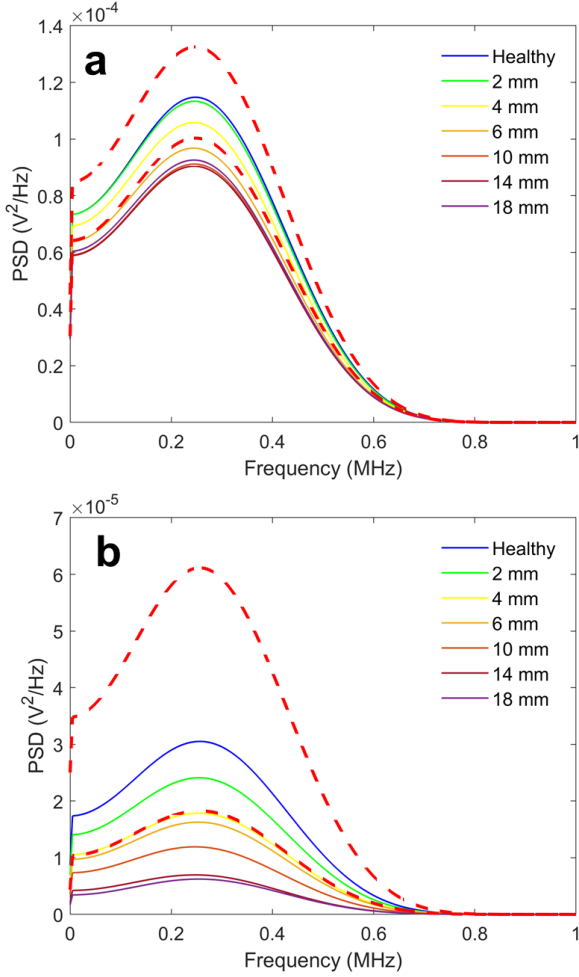 ×10⁻⁴
1.4
1.2
1
0.8
0.6
0.4
0.2
0
PSD (V²/Hz)
a
Healthy
2 mm
4 mm
6 mm
10 mm
14 mm
18 mm
0 0.2 0.4 0.6 0.8 1
Frequency (MHz)
×10⁻⁵
7
6
5
4
3
2
1
0
PSD (V²/Hz)
b
Healthy
2 mm
4 mm
6 mm
10 mm
14 mm
18 mm
0 0.2 0.4 0.6 0.8 1
Frequency (MHz)